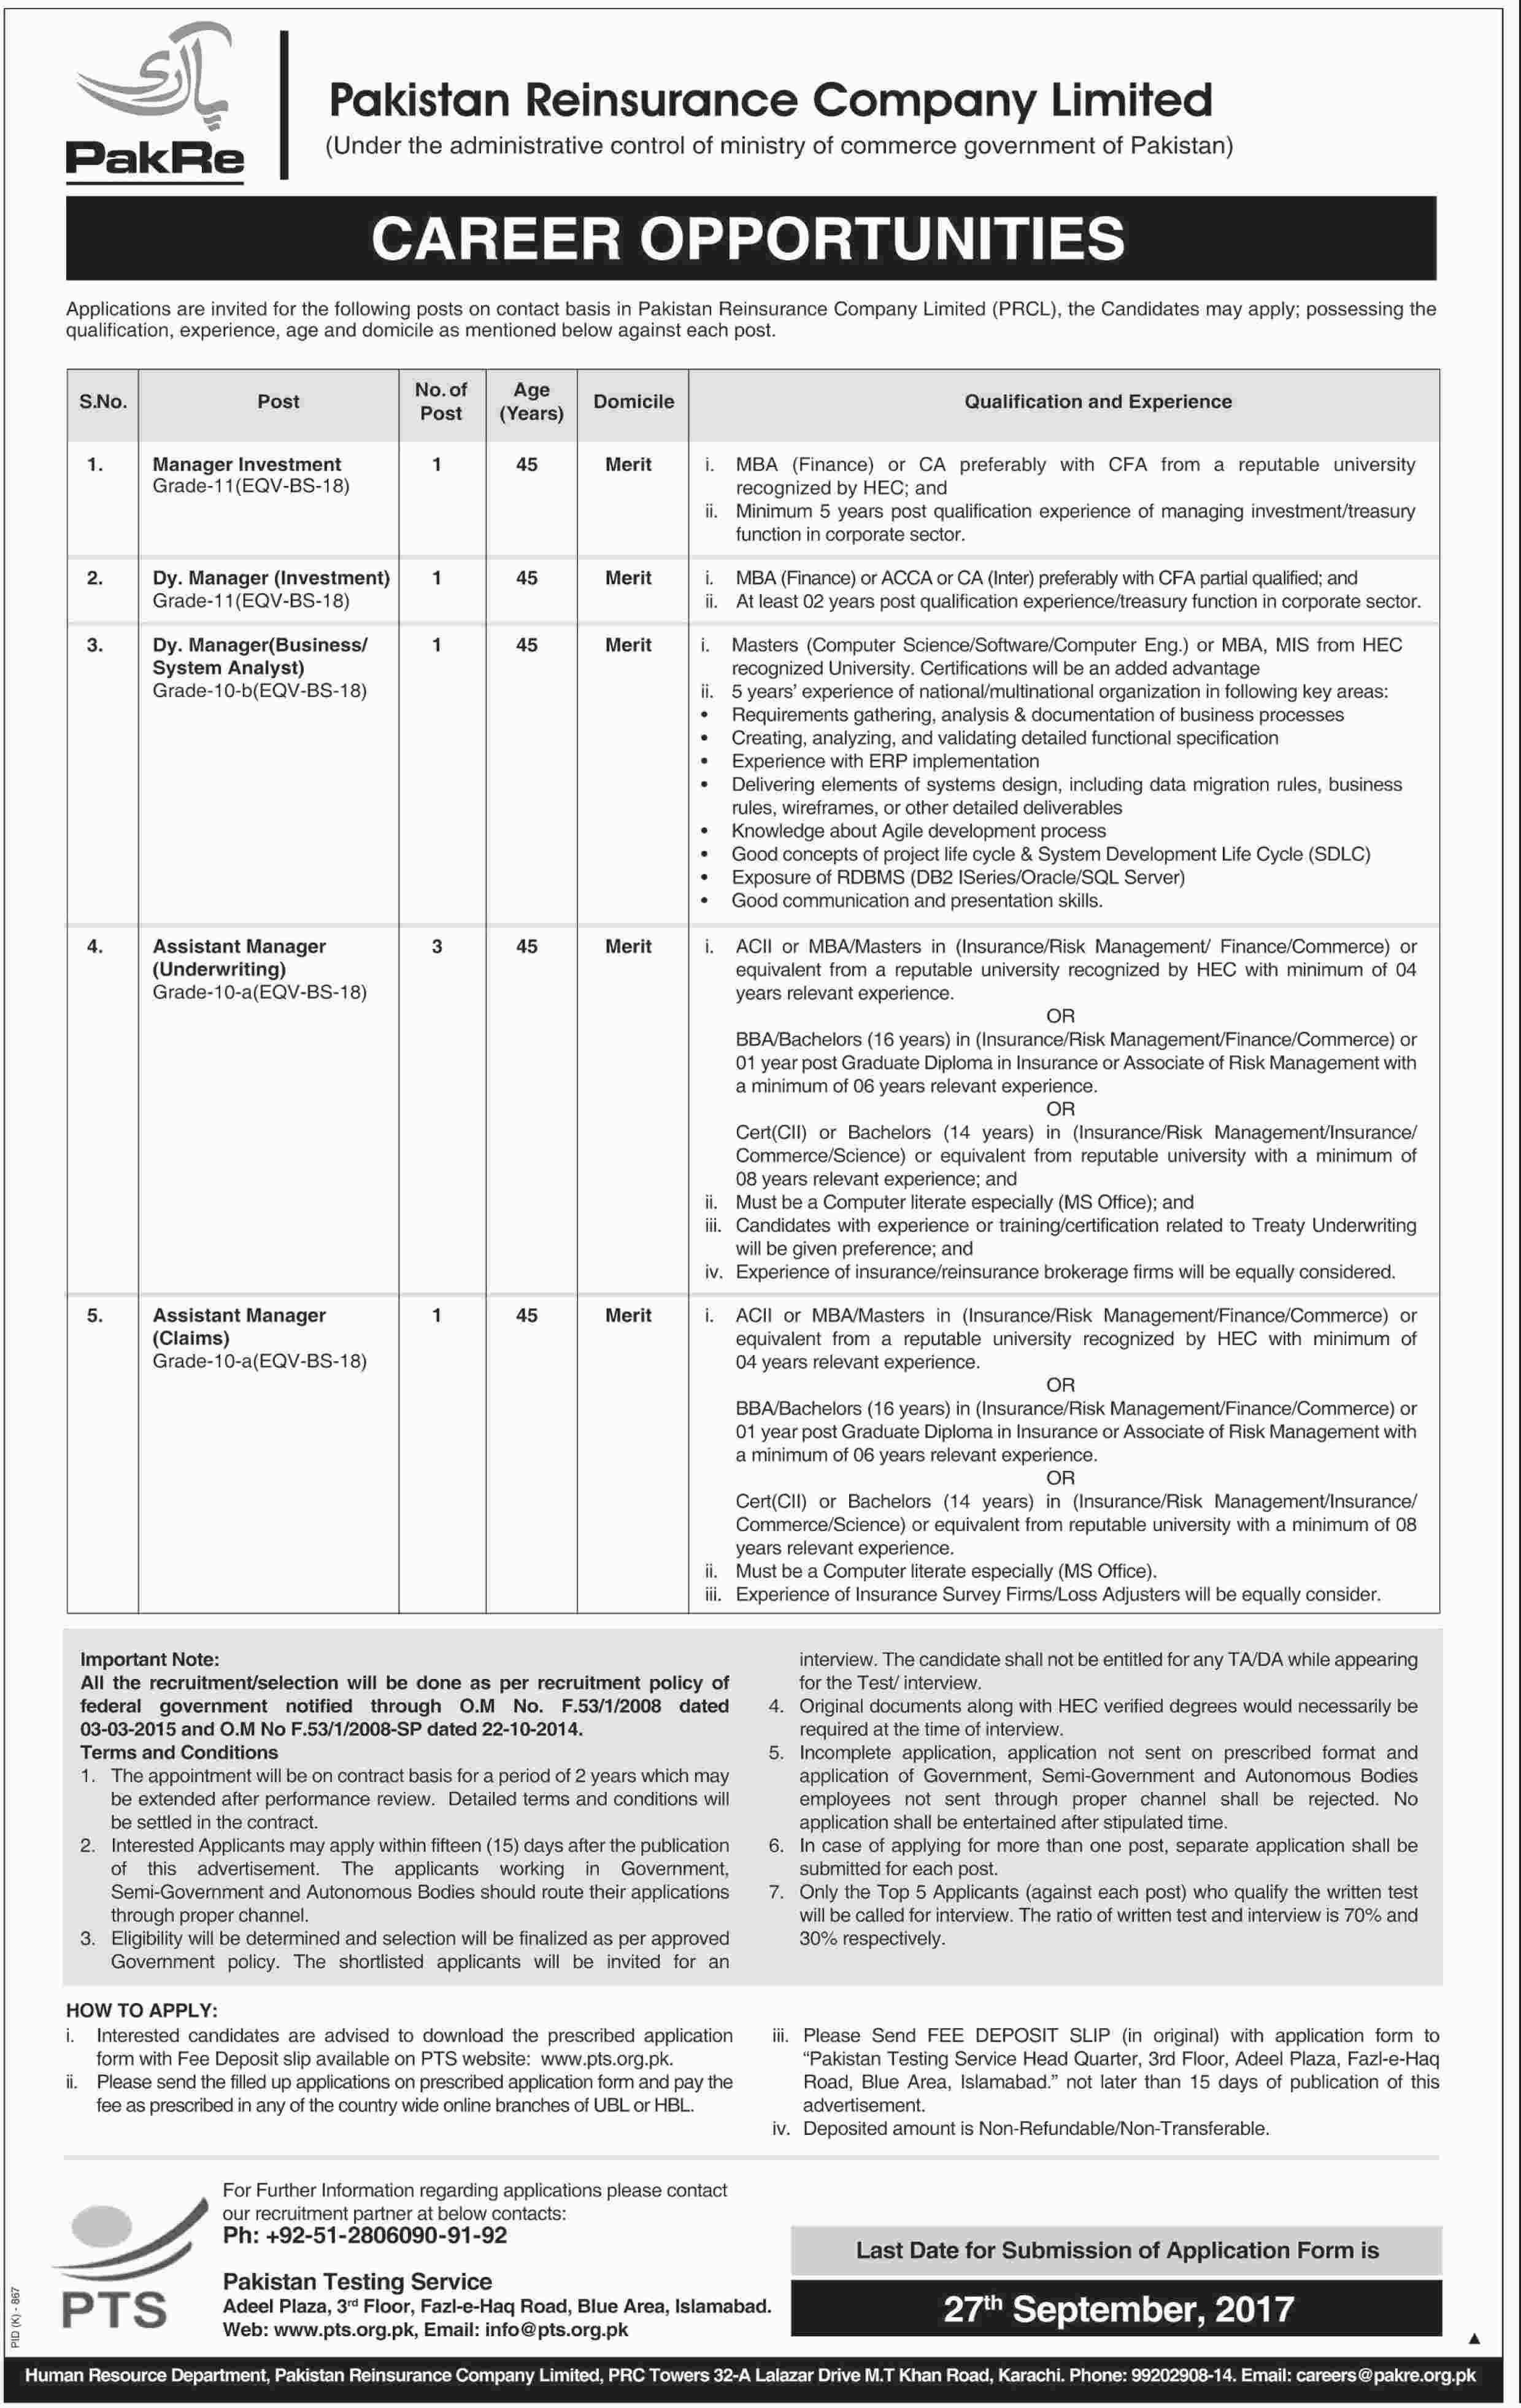 پاک ری
PakRe
Pakistan Reinsurance Company Limited
(Under the administrative control of ministry of commerce government of Pakistan)
CAREER OPPORTUNITIES
Applications are invited for the following posts on contact basis in Pakistan Reinsurance Company Limited (PRCL), the Candidates may apply; possessing the
qualification, experience, age and domicile as mentioned below against each post.
S.No. Post No. of Post Age (Years) Domicile Qualification and Experience
1. Manager Investment 1 45 Merit i. MBA (Finance) or CA preferably with CFA from a reputable university
Grade-11(EQV-BS-18) recognized by HEC; and
ii. Minimum 5 years post qualification experience of managing investment/treasury
function in corporate sector.
2. Dy. Manager (Investment) 1 45 Merit i. MBA (Finance) or ACCA or CA (Inter) preferably with CFA partial qualified; and
Grade-11(EQV-BS-18) ii. At least 02 years post qualification experience/treasury function in corporate sector.
3. Dy. Manager(Business/ 1 45 Merit i. Masters (Computer Science/Software/Computer Eng.) or MBA, MIS from HEC
System Analyst) recognized University. Certifications will be an added advantage
Grade-10-b(EQV-BS-18) ii. 5 years' experience of national/multinational organization in following key areas:
• Requirements gathering, analysis & documentation of business processes
• Creating, analyzing, and validating detailed functional specification
• Experience with ERP implementation
• Delivering elements of systems design, including data migration rules, business
rules, wireframes, or other detailed deliverables
• Knowledge about Agile development process
• Good concepts of project life cycle & System Development Life Cycle (SDLC)
• Exposure of RDBMS (DB2 ISeries/Oracle/SQL Server)
• Good communication and presentation skills.
4. Assistant Manager 3 45 Merit i. ACII or MBA/Masters in (Insurance/Risk Management/ Finance/Commerce) or
(Underwriting) equivalent from a reputable university recognized by HEC with minimum of 04
Grade-10-a(EQV-BS-18) years relevant experience.
OR
BBA/Bachelors (16 years) in (Insurance/Risk Management/Finance/Commerce) or
01 year post Graduate Diploma in Insurance or Associate of Risk Management with
a minimum of 06 years relevant experience.
OR
Cert(CII) or Bachelors (14 years) in (Insurance/Risk Management/Insurance/
Commerce/Science) or equivalent from reputable university with a minimum of
08 years relevant experience; and
ii. Must be a Computer literate especially (MS Office); and
iii. Candidates with experience or training/certification related to Treaty Underwriting
will be given preference; and
iv. Experience of insurance/reinsurance brokerage firms will be equally considered.
5. Assistant Manager 1 45 Merit i. ACII or MBA/Masters in (Insurance/Risk Management/Finance/Commerce) or
(Claims) equivalent from a reputable university recognized by HEC with minimum of
Grade-10-a(EQV-BS-18) 04 years relevant experience.
OR
BBA/Bachelors (16 years) in (Insurance/Risk Management/Finance/Commerce) or
01 year post Graduate Diploma in Insurance or Associate of Risk Management with
a minimum of 06 years relevant experience.
OR
Cert(CII) or Bachelors (14 years) in (Insurance/Risk Management/Insurance/
Commerce/Science) or equivalent from reputable university with a minimum of 08
years relevant experience.
ii. Must be a Computer literate especially (MS Office).
iii. Experience of Insurance Survey Firms/Loss Adjusters will be equally consider.
Important Note:
All the recruitment/selection will be done as per recruitment policy of
federal government notified through O.M No. F.53/1/2008 dated
03-03-2015 and O.M No F.53/1/2008-SP dated 22-10-2014.
Terms and Conditions
1. The appointment will be on contract basis for a period of 2 years which may
be extended after performance review. Detailed terms and conditions will
be settled in the contract.
2. Interested Applicants may apply within fifteen (15) days after the publication
of this advertisement. The applicants working in Government,
Semi-Government and Autonomous Bodies should route their applications
through proper channel.
3. Eligibility will be determined and selection will be finalized as per approved
Government policy. The shortlisted applicants will be invited for an
interview. The candidate shall not be entitled for any TA/DA while appearing
for the Test/ interview.
4. Original documents along with HEC verified degrees would necessarily be
required at the time of interview.
5. Incomplete application, application not sent on prescribed format and
application of Government, Semi-Government and Autonomous Bodies
employees not sent through proper channel shall be rejected. No
application shall be entertained after stipulated time.
6. In case of applying for more than one post, separate application shall be
submitted for each post.
7. Only the Top 5 Applicants (against each post) who qualify the written test
will be called for interview. The ratio of written test and interview is 70% and
30% respectively.
HOW TO APPLY:
i. Interested candidates are advised to download the prescribed application
form with Fee Deposit slip available on PTS website: www.pts.org.pk.
ii. Please send the filled up applications on prescribed application form and pay the
fee as prescribed in any of the country wide online branches of UBL or HBL.
iii. Please Send FEE DEPOSIT SLIP (in original) with application form to
“Pakistan Testing Service Head Quarter, 3rd Floor, Adeel Plaza, Fazl-e-Haq
Road, Blue Area, Islamabad.” not later than 15 days of publication of this
advertisement.
iv. Deposited amount is Non-Refundable/Non-Transferable.
PTS
For Further Information regarding applications please contact
our recruitment partner at below contacts:
Ph: +92-51-2806090-91-92
Pakistan Testing Service
Adeel Plaza, 3rd Floor, Fazl-e-Haq Road, Blue Area, Islamabad.
Web: www.pts.org.pk, Email: info@pts.org.pk
Last Date for Submission of Application Form is
27th September, 2017
PID (K) - 867
Human Resource Department, Pakistan Reinsurance Company Limited, PRC Towers 32-A Lalazar Drive M.T Khan Road, Karachi. Phone: 99202908-14. Email: careers@pakre.org.pk